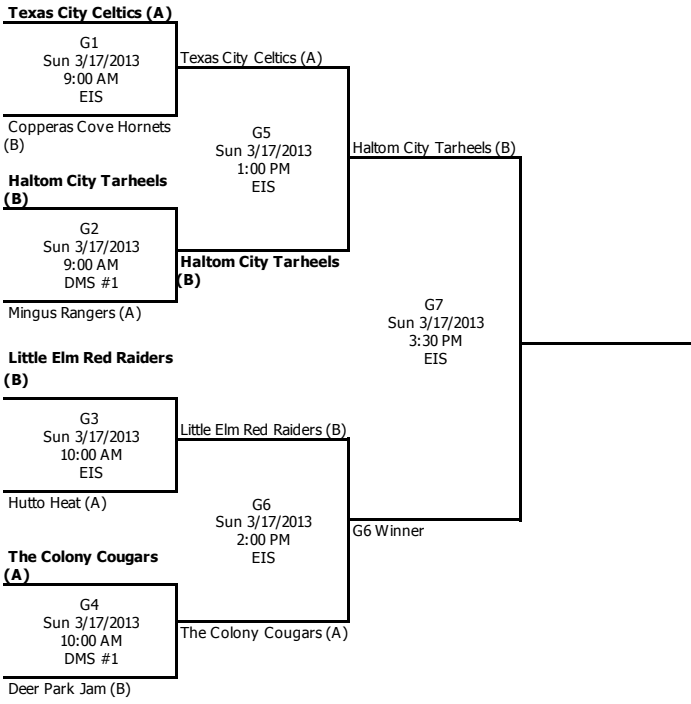 Texas City Celtics (A)
G1
Sun 3/17/2013
9:00 AM
EIS
Copperas Cove Hornets
(B)
Haltom City Tarheels
(B)
G2
Sun 3/17/2013
9:00 AM
DMS #1
Mingus Rangers (A)
Little Elm Red Raiders
(B)
G3
Sun 3/17/2013
10:00 AM
EIS
Hutto Heat (A)
The Colony Cougars
(A)
G4
Sun 3/17/2013
10:00 AM
DMS #1
Deer Park Jam (B)
Texas City Celtics (A)
G5
Sun 3/17/2013
1:00 PM
EIS
Haltom City Tarheels
(B)
Little Elm Red Raiders (B)
G6
Sun 3/17/2013
2:00 PM
EIS
The Colony Cougars (A)
Haltom City Tarheels (B)
G7
Sun 3/17/2013
3:30 PM
EIS
G6 Winner